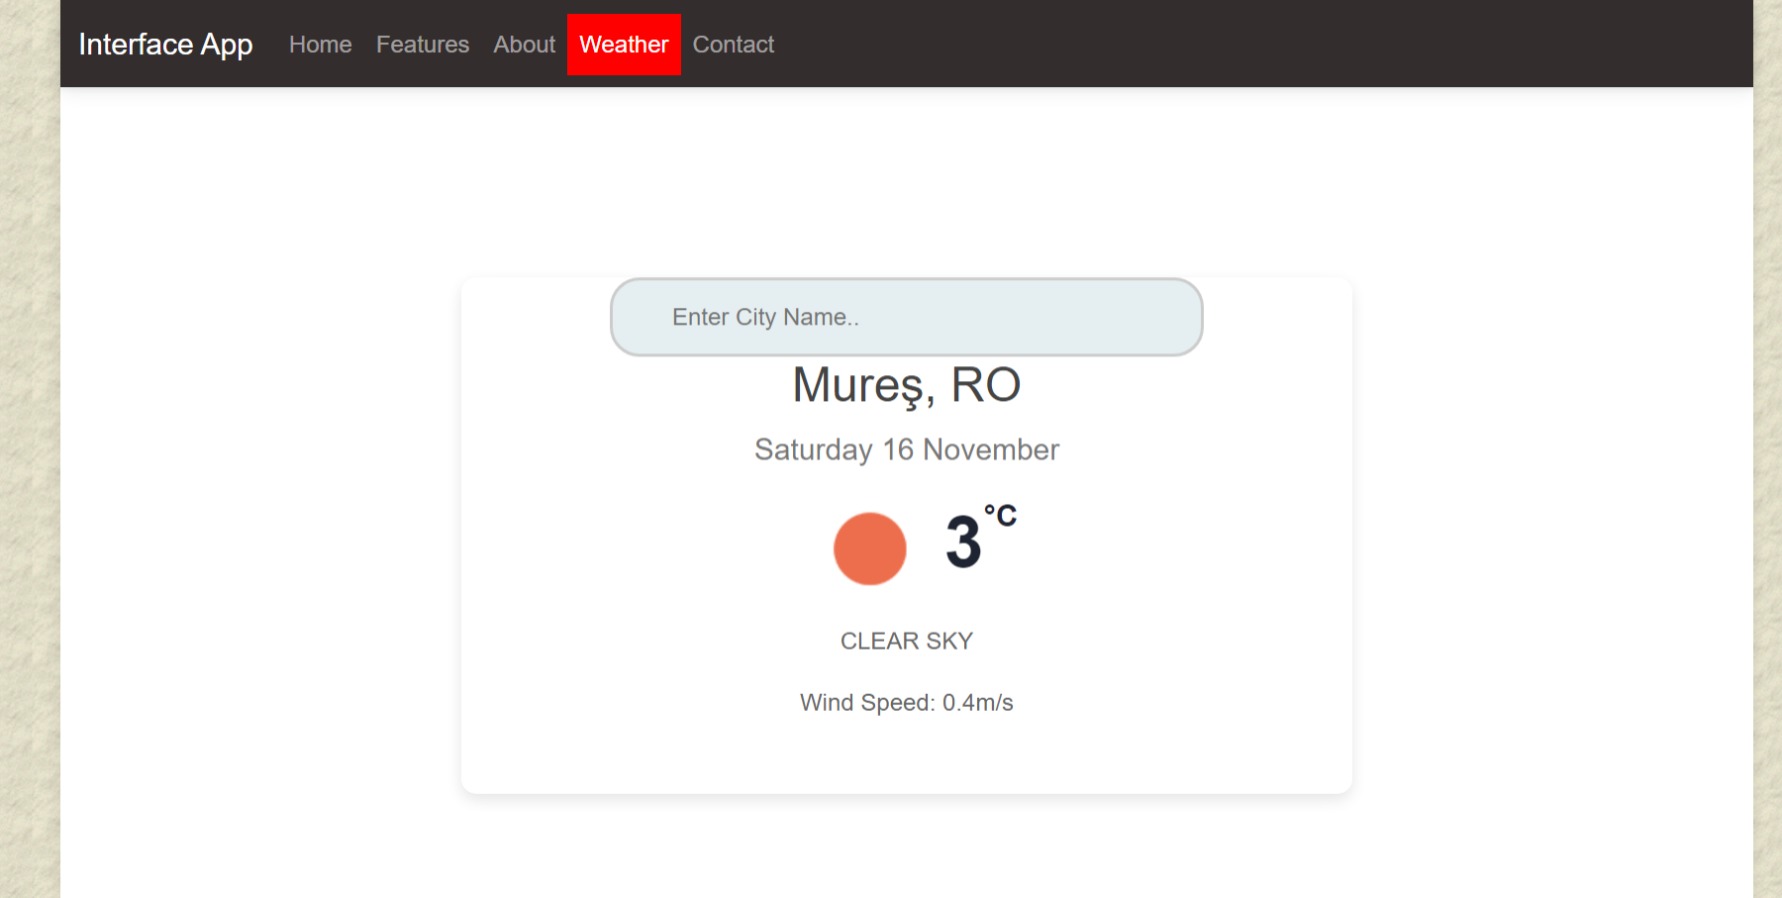 Interface App Home Features About Weather Contact
Enter City Name..
Mureş, RO
Saturday 16 November
3°C
CLEAR SKY
Wind Speed: 0.4m/s